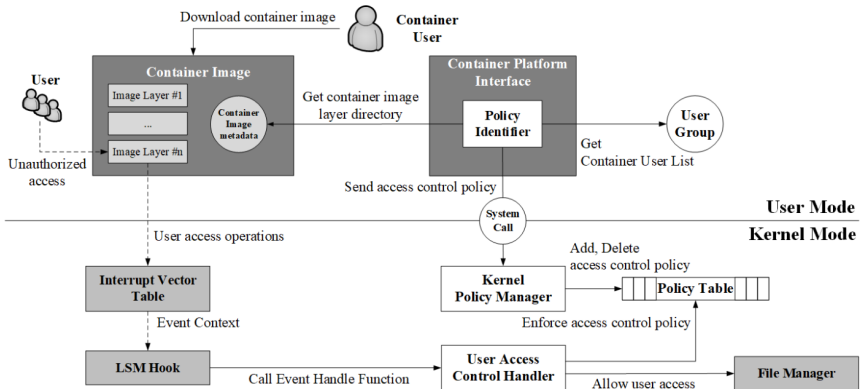 Download container image
Container
User
User
Container Image
Image Layer #1
...
Image Layer #n
Container
Image
metadata
Unauthorized
access
Get container image
layer directory
Container Platform
Interface
Policy
Identifier
User
Group
Get
Container User List
Send access control policy
System
Call
User Mode
Kernel Mode
User access operations
Interrupt Vector
Table
Event Context
LSM Hook
Call Event Handle Function
Kernel
Policy Manager
Add, Delete
access control policy
Policy Table
Enforce access control policy
User Access
Control Handler
Allow user access
File Manager